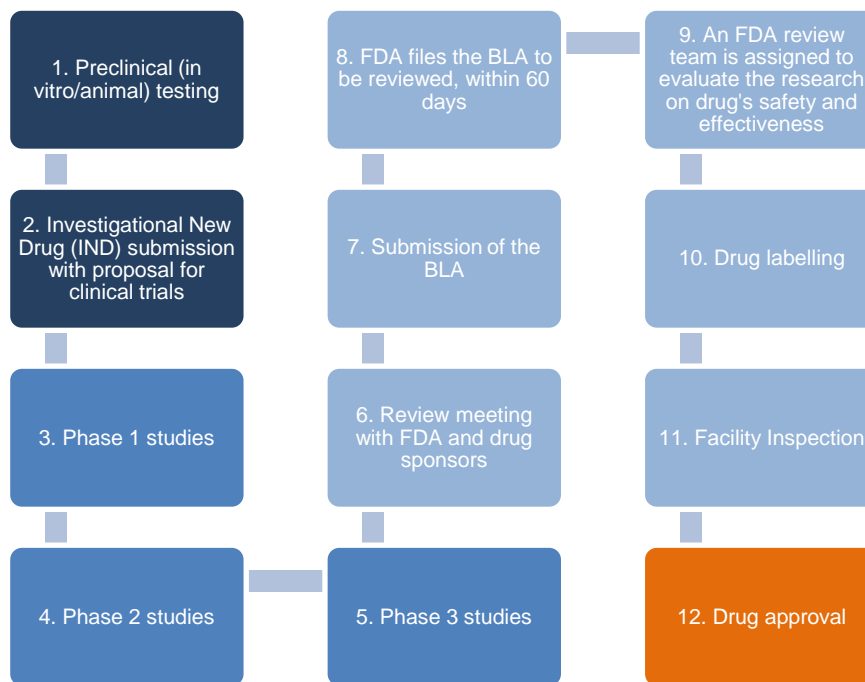 1. Preclinical (in
vitro/animal) testing
2. Investigational New
Drug (IND) submission
with proposal for
clinical trials
3. Phase 1 studies
4. Phase 2 studies
5. Phase 3 studies
6. Review meeting
with FDA and drug
sponsors
7. Submission of the
BLA
8. FDA files the BLA to
be reviewed, within 60
days
9. An FDA review
team is assigned to
evaluate the research
on drug's safety and
effectiveness
10. Drug labelling
11. Facility Inspection
12. Drug approval